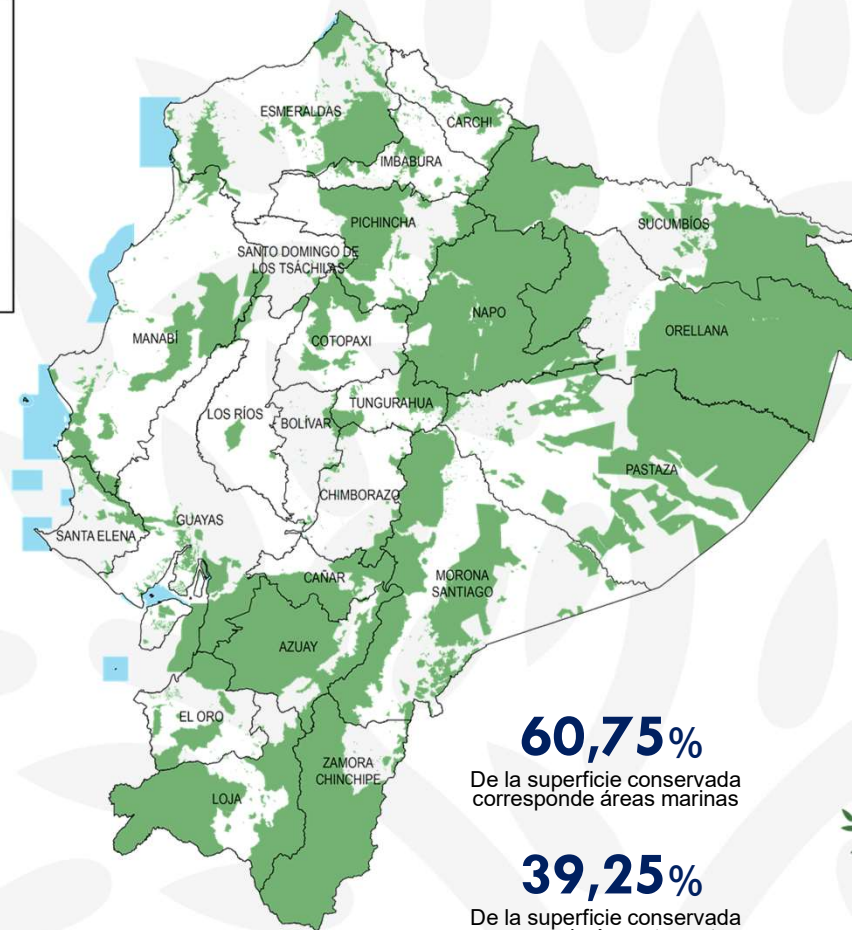 ESMERALDAS
CARCHI
IMBABURA
PICHINCHA
SUCUMBÍOS
SANTO DOMINGO DE
LOS TSÁCHILAS
NAPO
ORELLANA
MANABÍ
COTOPAXI
TUNGURAHUA
LOS RÍOS
BOLÍVAR
PASTAZA
CHIMBORAZO
GUAYAS
SANTA ELENA
CAÑAR
MORONA
SANTIAGO
AZUAY
EL ORO
ZAMORA
CHINCHIPE
LOJA
60,75%
De la superficie conservada
corresponde áreas marinas
39,25%
De la superficie conservada